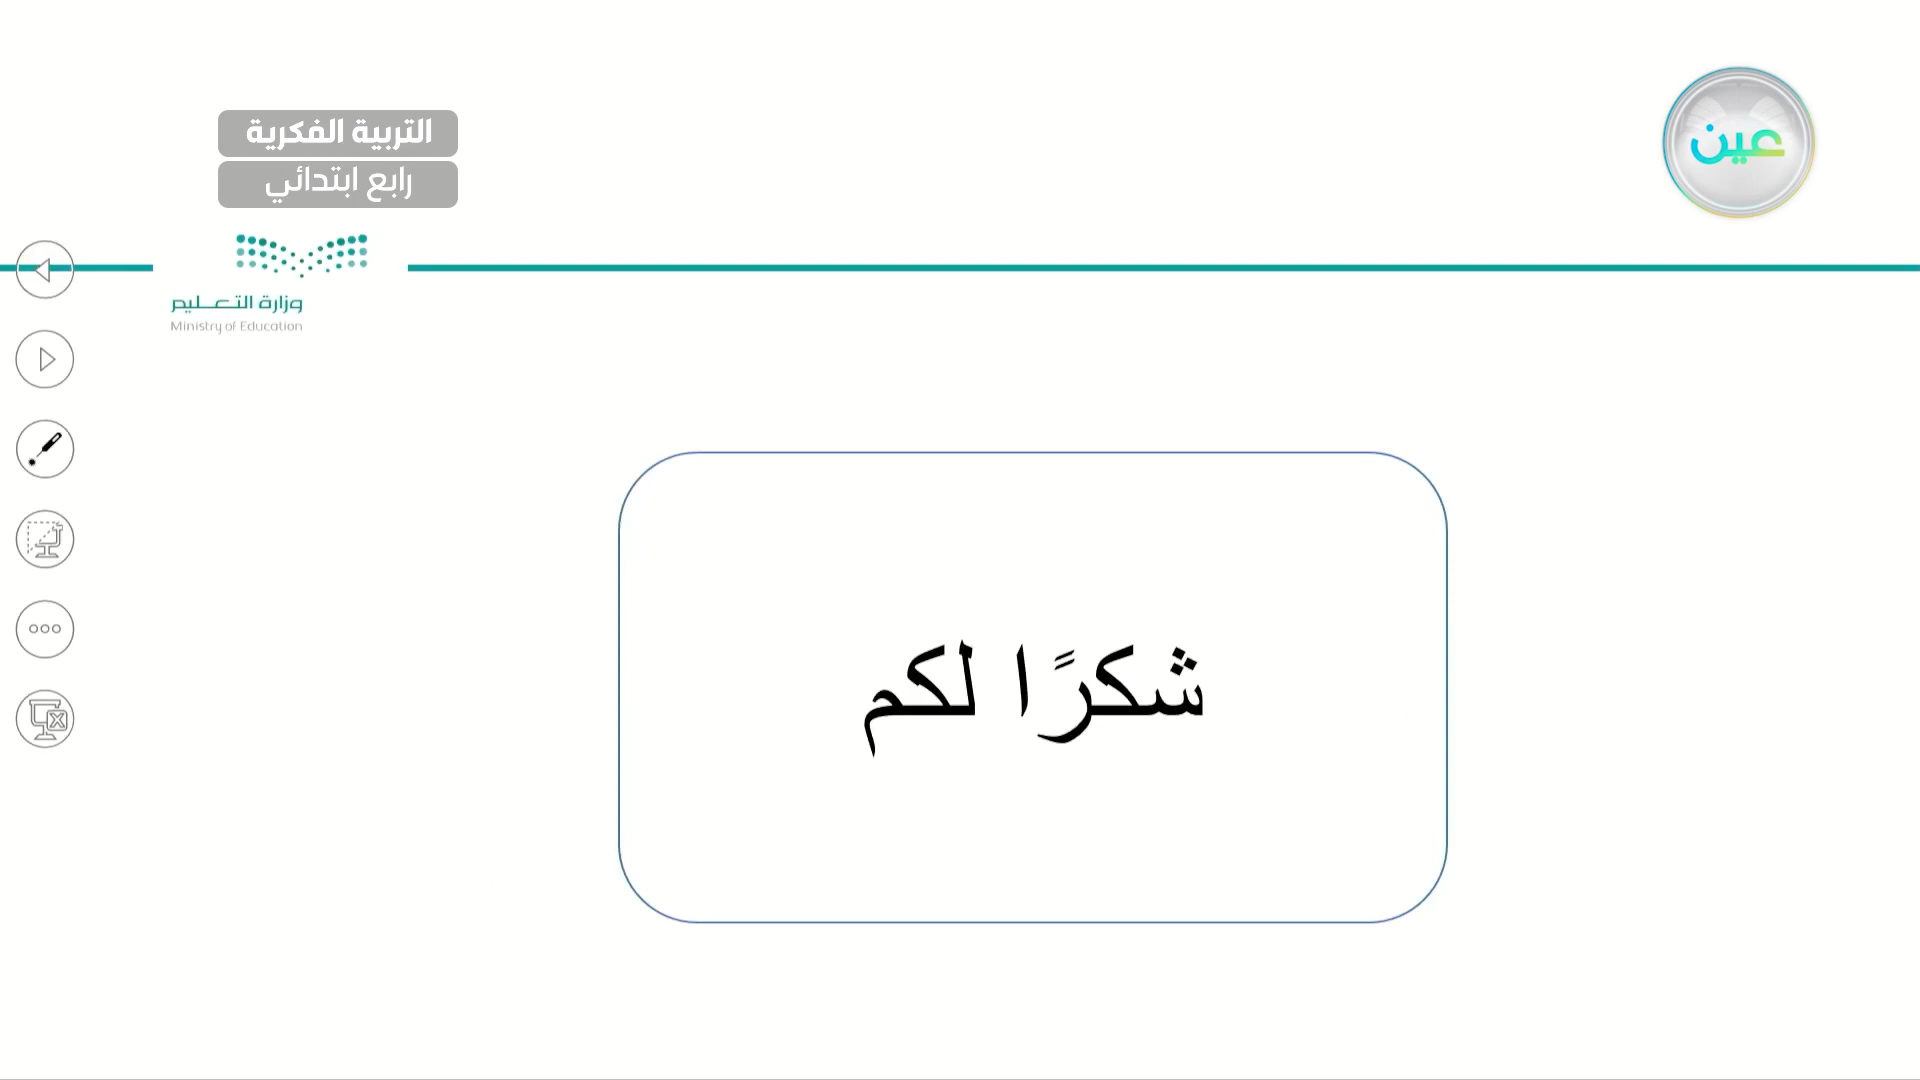 التربية الفكرية
رابع ابتدائي
عين
وزارة التعليم
Ministry of Education
شكرًا لكم